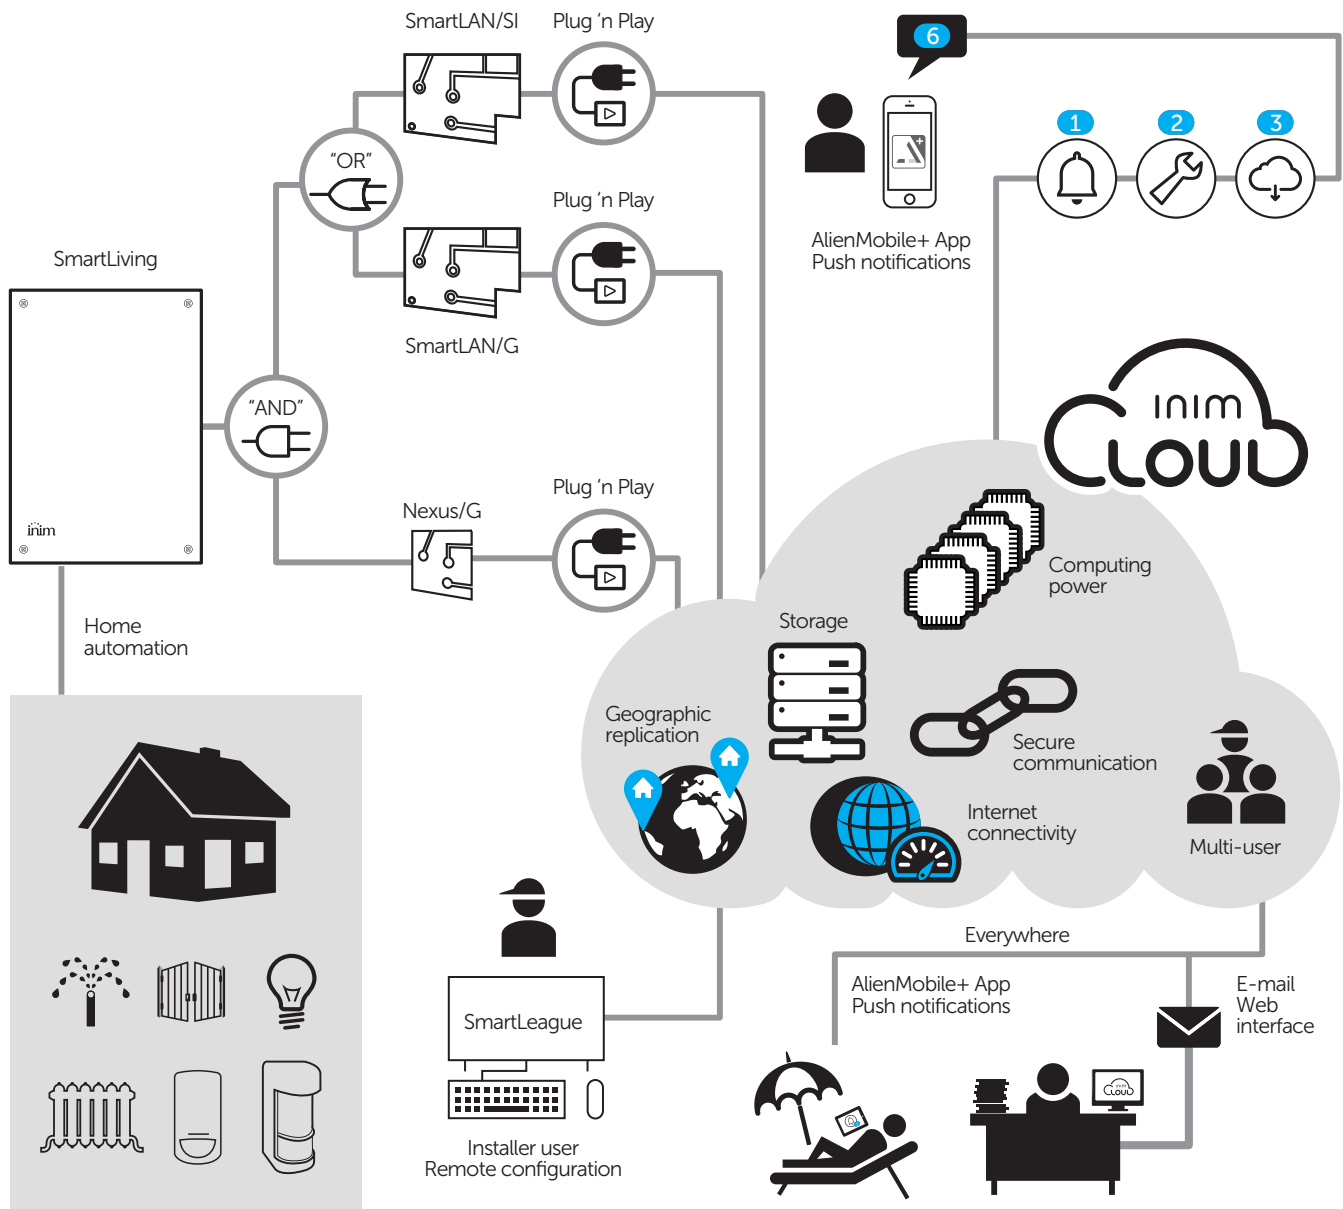 SmartLAN/SI
Plug 'n Play
6
1
2
3
"OR"
Plug 'n Play
AlienMobile+ App
Push notifications
SmartLiving
SmartLAN/G
"AND"
inim
CLOUD
Plug 'n Play
Nexus/G
inim
Computing
power
Home
automation
Storage
Geographic
replication
Secure
communication
Internet
connectivity
Multi-user
Everywhere
AlienMobile+ App
Push notifications
E-mail
Web
interface
SmartLeague
inim
CLOUD
Installer user
Remote configuration